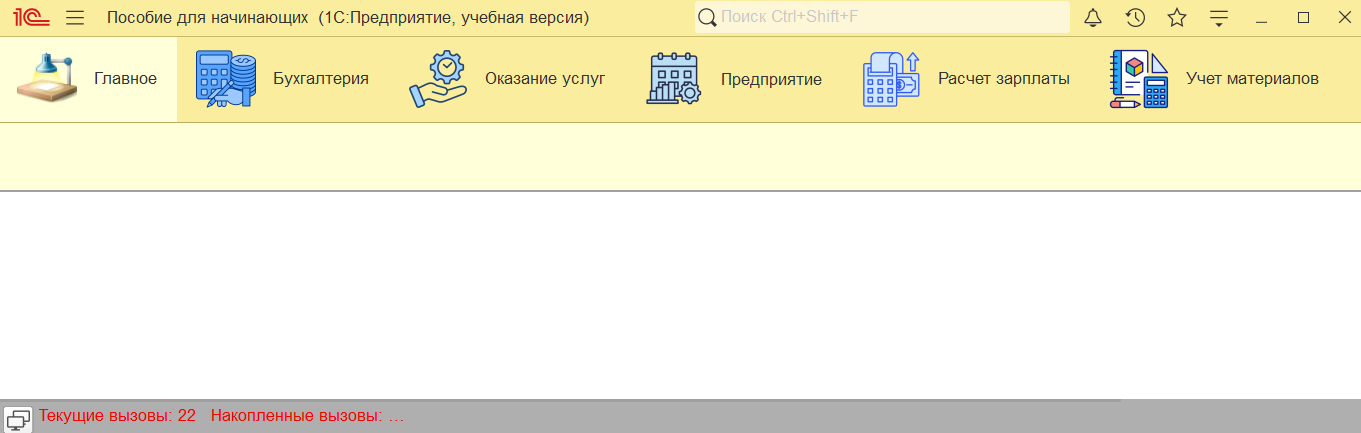 1С Пособие для начинающих (1С:Предприятие, учебная версия) Поиск Ctrl+Shift+F
Главное Бухгалтерия Оказание услуг Предприятие Расчет зарплаты Учет материалов
Текущие вызовы: 22 Накопленные вызовы: ...